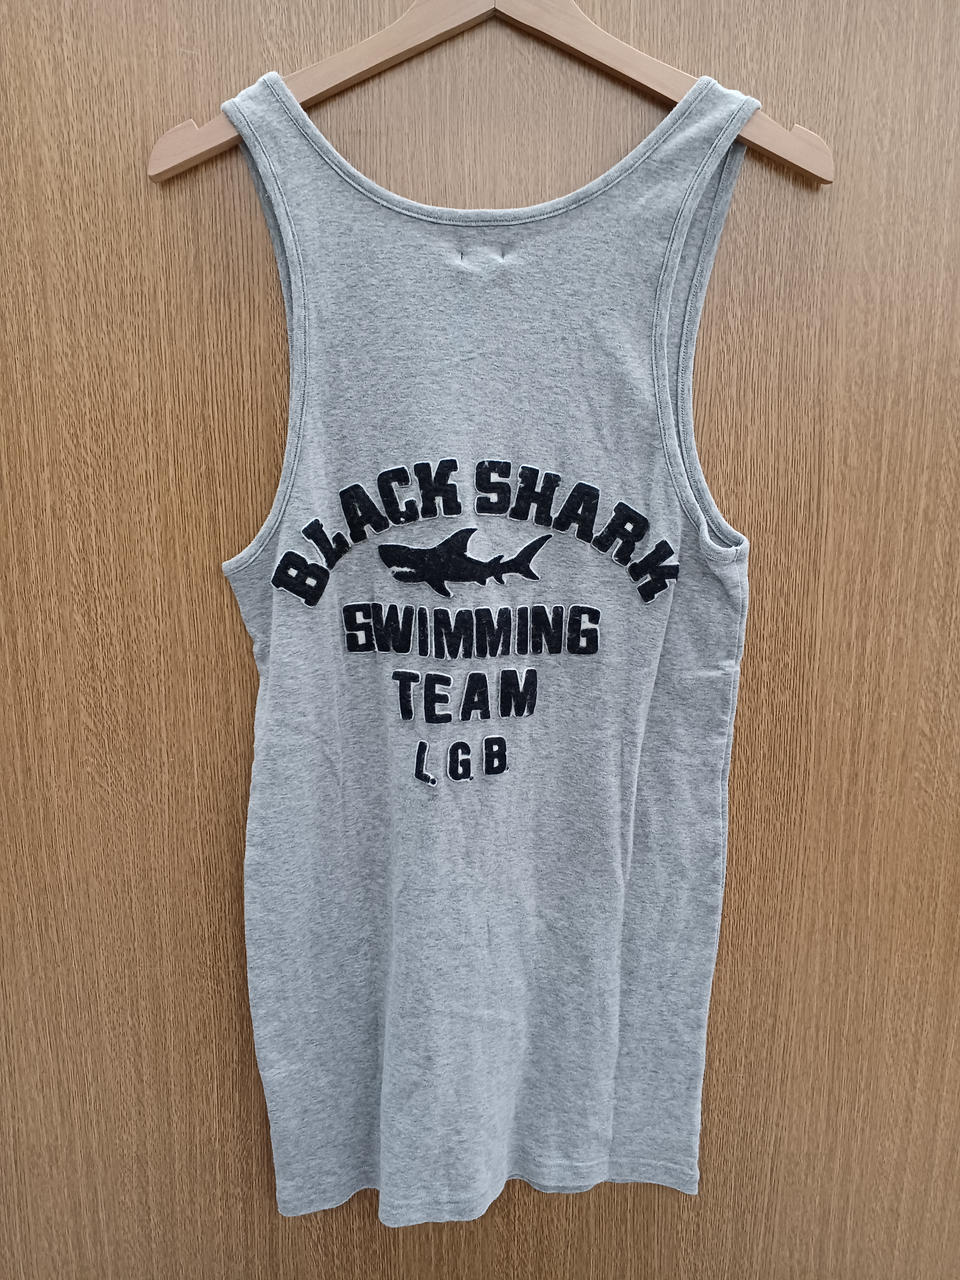 BLACK SHARK
SWIMMING
TEAM
L.G.B.